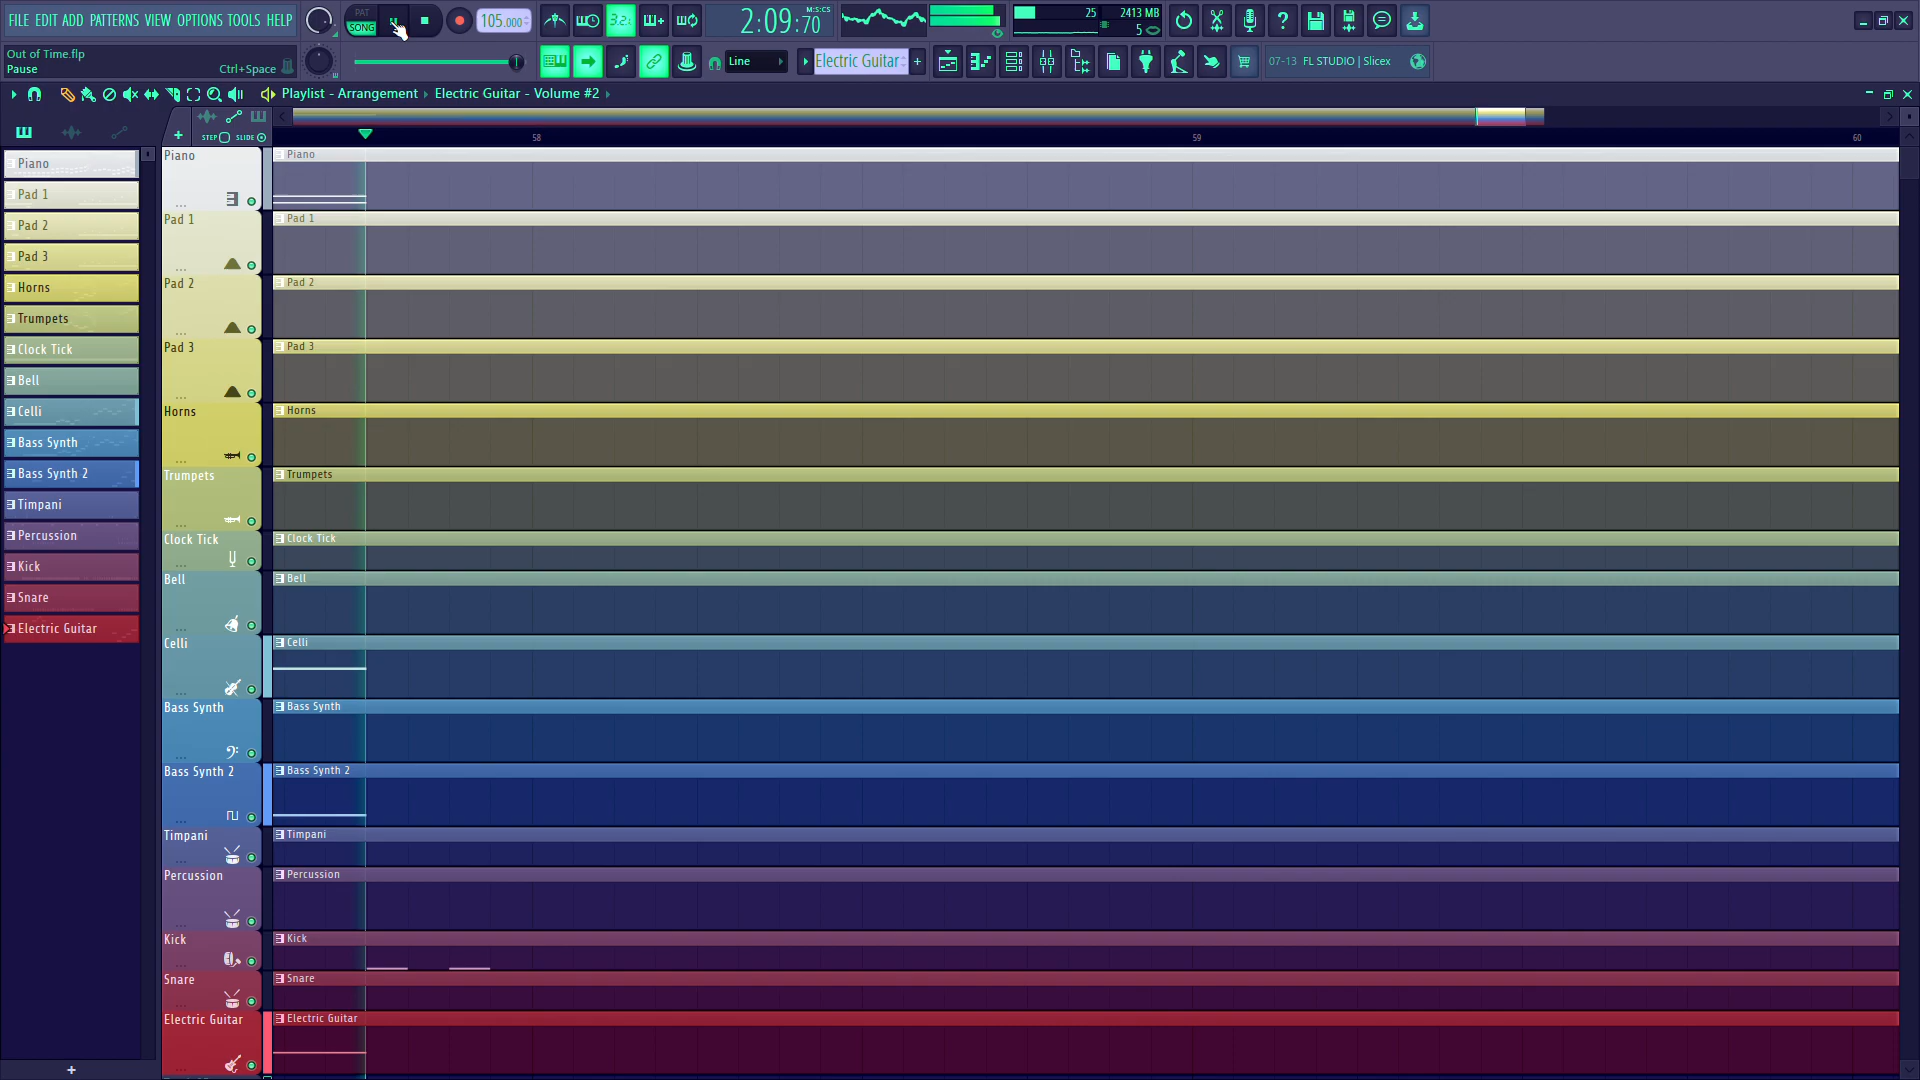 FILE EDIT ADD PATTERNS VIEW OPTIONS TOOLS HELP
PAT
SONG
105.000
3.2.
2:09:70
M:S:CS
25
2413 MB
5
Out of Time.flp
Pause
Ctrl+Space
Line
Electric Guitar
+
07-13 FL STUDIO | Slicex
Playlist - Arrangement
Electric Guitar - Volume #2
+
STEP
SLIDE
58
59
60
Piano
Pad 1
Pad 2
Pad 3
Horns
Trumpets
Clock Tick
Bell
Celli
Bass Synth
Bass Synth 2
Timpani
Percussion
Kick
Snare
Electric Guitar
+
Piano
Piano
Pad 1
Pad 1
Pad 2
Pad 2
Pad 3
Pad 3
Horns
Horns
Trumpets
Trumpets
Clock Tick
Clock Tick
Bell
Bell
Celli
Celli
Bass Synth
Bass Synth
Bass Synth 2
Bass Synth 2
Timpani
Timpani
Percussion
Percussion
Kick
Kick
Snare
Snare
Electric Guitar
Electric Guitar